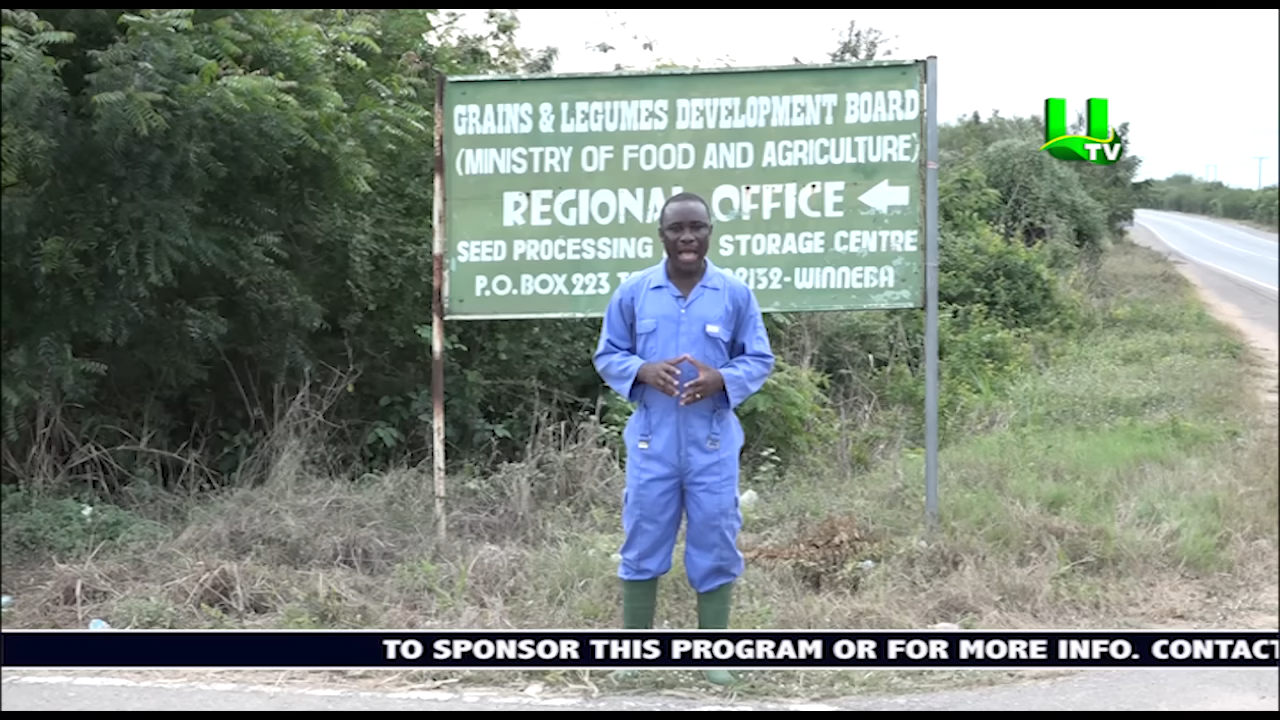 GRAINS & LEGUMES DEVELOPMENT BOARD
(MINISTRY OF FOOD AND AGRICULTURE)
REGIONAL OFFICE
SEED PROCESSING STORAGE CENTRE
P.O. BOX 223 -WINNEBA
U TV
TO SPONSOR THIS PROGRAM OR FOR MORE INFO. CONTACT